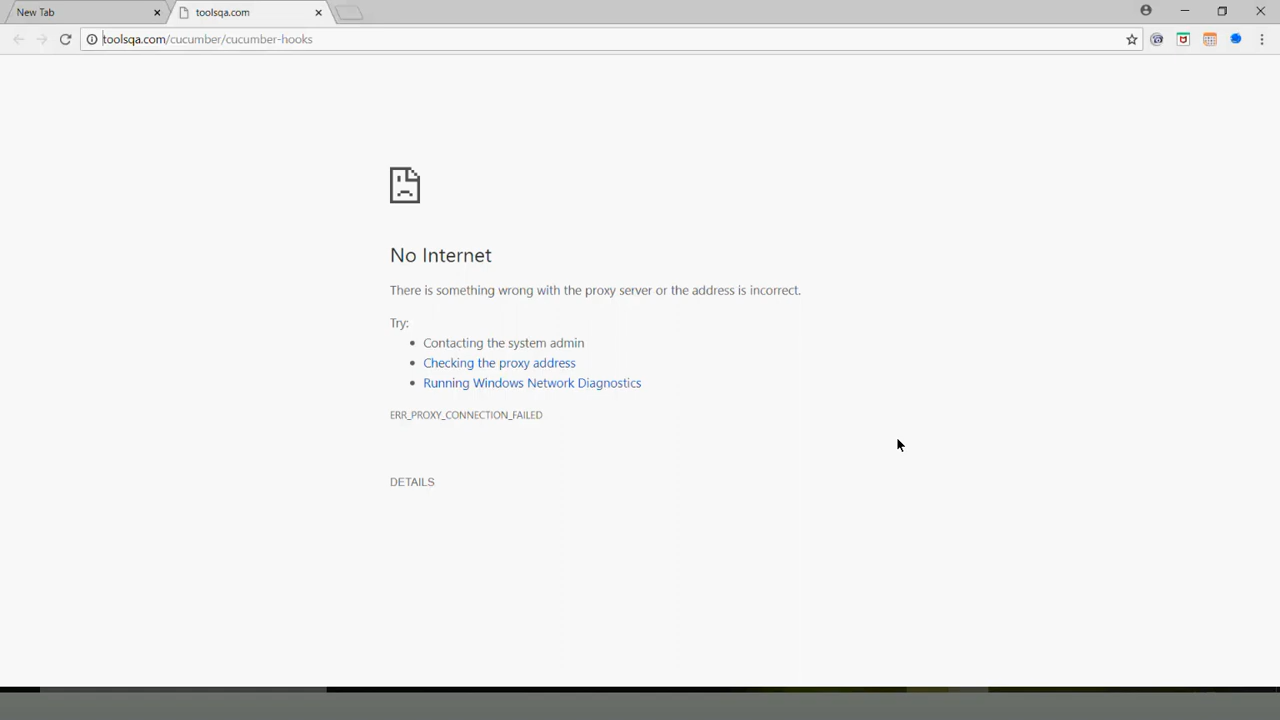 New Tab
toolsqa.com
toolsqa.com/cucumber/cucumber-hooks
No Internet
There is something wrong with the proxy server or the address is incorrect.
Try:
Contacting the system admin
Checking the proxy address
Running Windows Network Diagnostics
ERR_PROXY_CONNECTION_FAILED
DETAILS